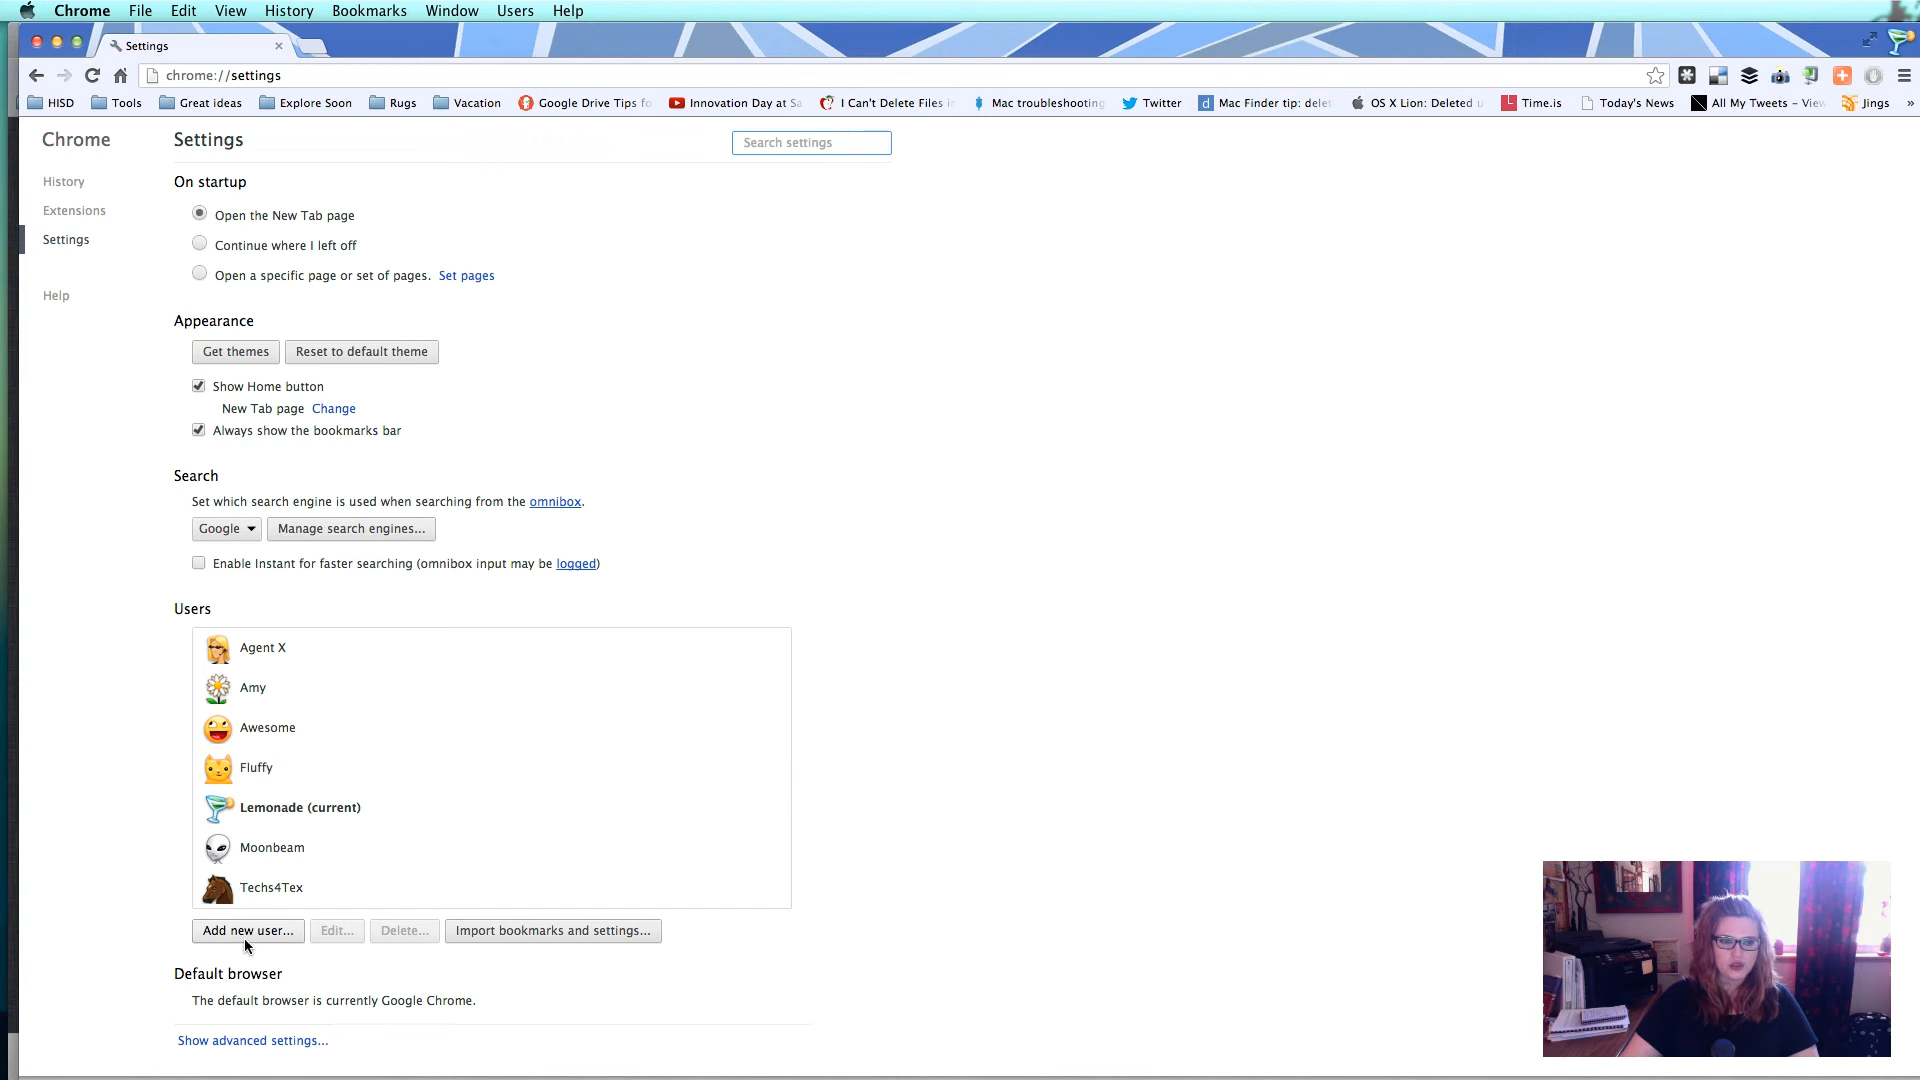 Chrome File Edit View History Bookmarks Window Users Help
Settings
chrome://settings
HISD Tools Great ideas Explore Soon Rugs Vacation Google Drive Tips fo Innovation Day at Sa I Can't Delete Files i Mac troubleshooting Twitter Mac Finder tip: delet OS X Lion: Deleted u Time.is Today's News All My Tweets – View Jings »
Chrome
History
Extensions
Settings
Help
Settings
Search settings
On startup
Open the New Tab page
Continue where I left off
Open a specific page or set of pages. Set pages
Appearance
Get themes Reset to default theme
Show Home button
New Tab page Change
Always show the bookmarks bar
Search
Set which search engine is used when searching from the omnibox.
Google Manage search engines...
Enable Instant for faster searching (omnibox input may be logged)
Users
Agent X
Amy
Awesome
Fluffy
Lemonade (current)
Moonbeam
Techs4Tex
Add new user... Edit... Delete... Import bookmarks and settings...
Default browser
The default browser is currently Google Chrome.
Show advanced settings...